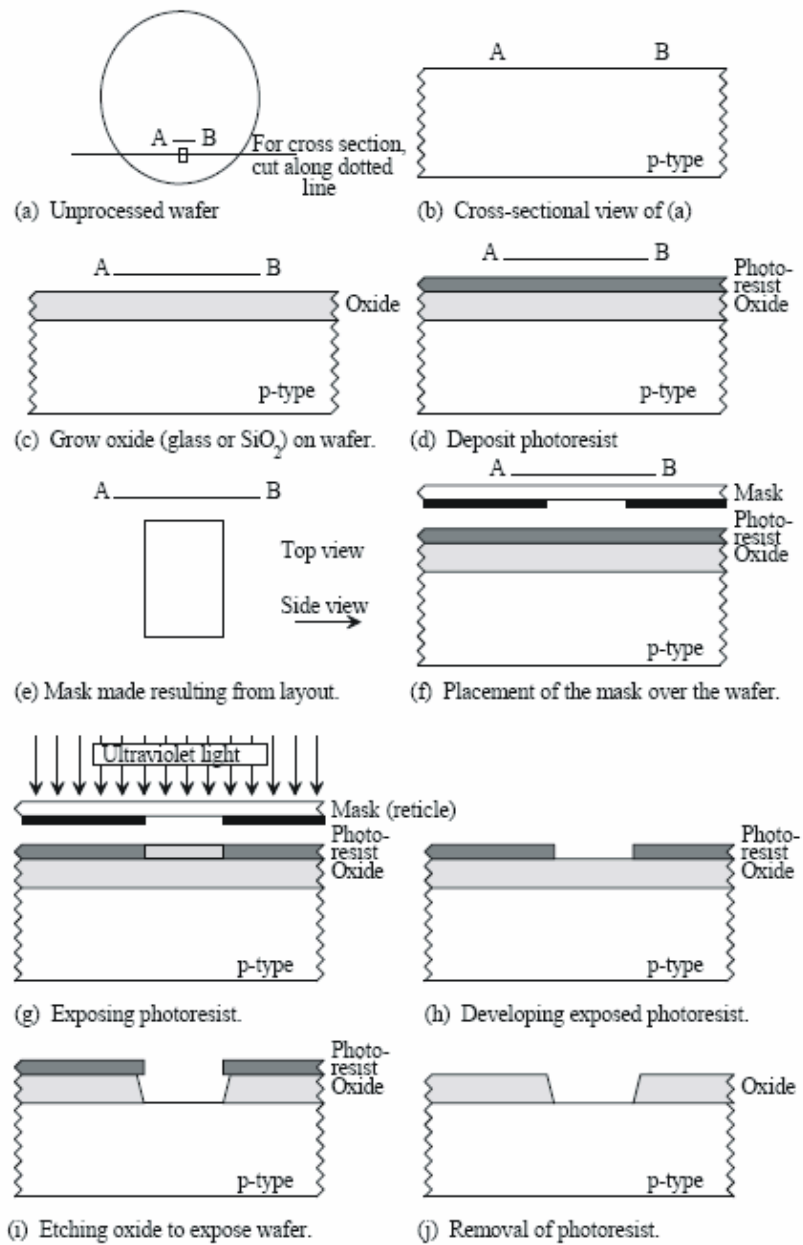 A B
For cross section,
cut along dotted
line
(a) Unprocessed wafer
A B
p-type
(b) Cross-sectional view of (a)
A B
Oxide
p-type
(c) Grow oxide (glass or SiO2) on wafer.
A B
Photo-
resist
Oxide
p-type
(d) Deposit photoresist
A B
Top view
Side view
(e) Mask made resulting from layout.
A B
Mask
Photo-
resist
Oxide
p-type
(f) Placement of the mask over the wafer.
Ultraviolet light
Mask (reticle)
Photo-
resist
Oxide
p-type
(g) Exposing photoresist.
Photo-
resist
Oxide
p-type
(h) Developing exposed photoresist.
Photo-
resist
Oxide
p-type
(i) Etching oxide to expose wafer.
Oxide
p-type
(j) Removal of photoresist.